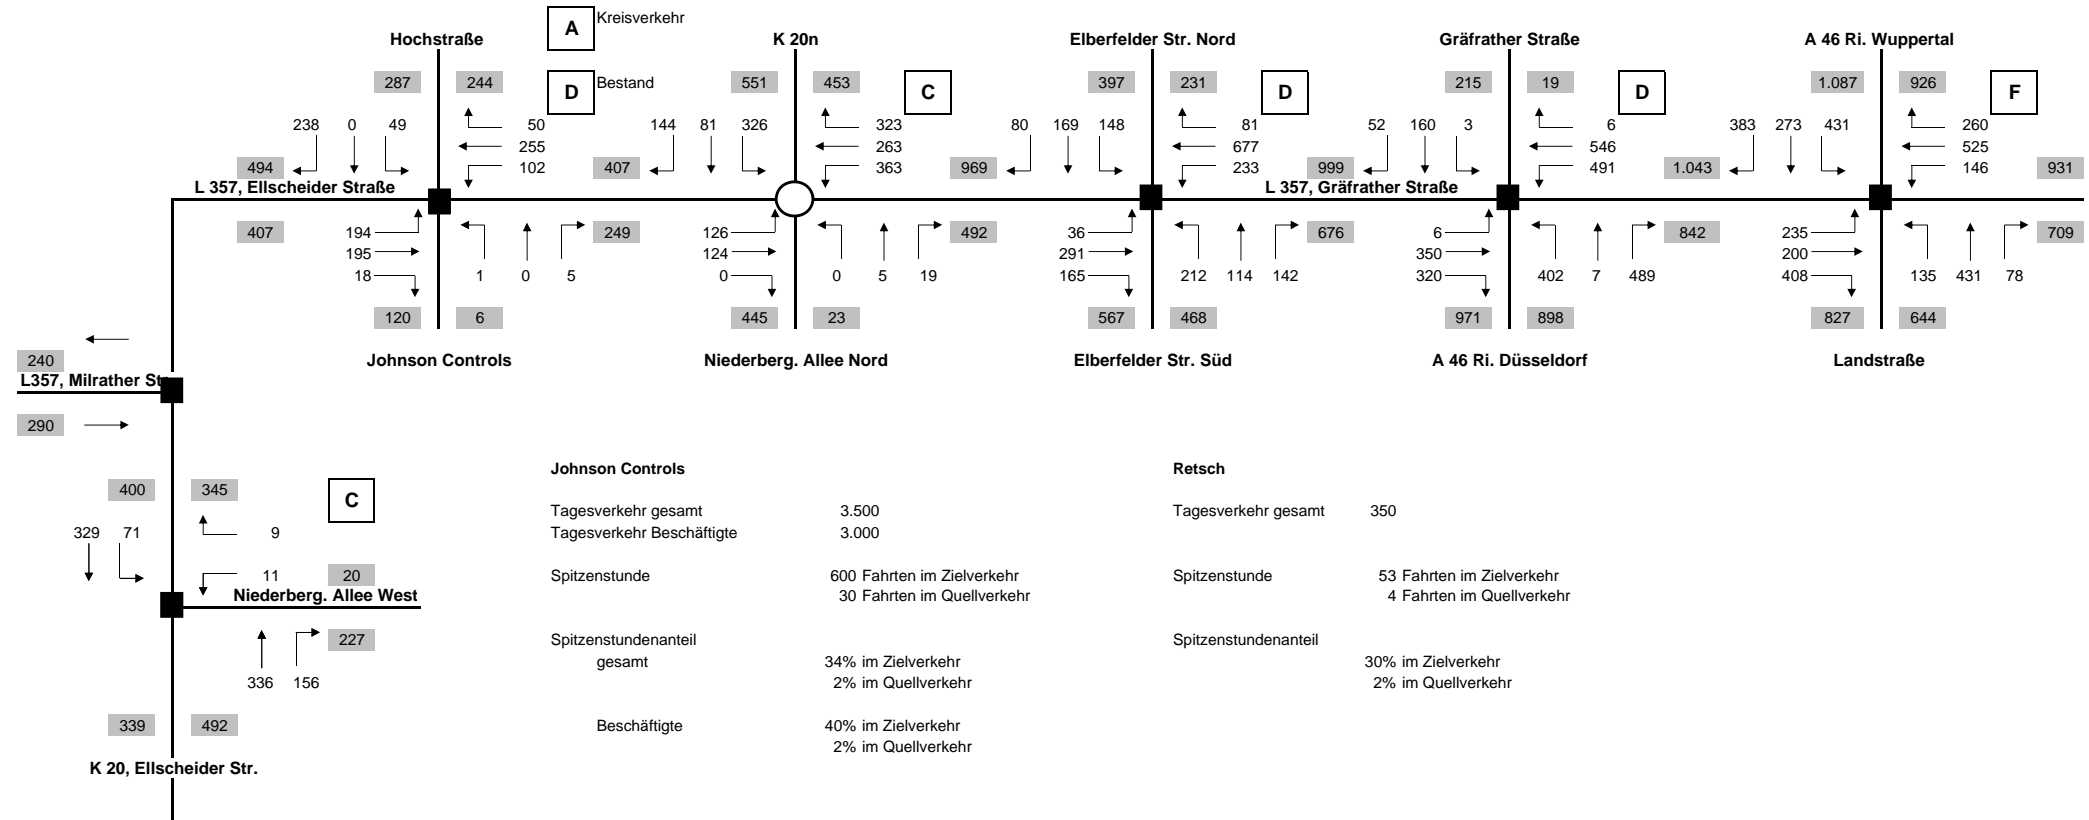 A Kreisverkehr
Hochstraße K 20n Elberfelder Str. Nord Gräfrather Straße A 46 Ri. Wuppertal
287 244 D Bestand 551 453 C 397 231 D 215 19 D 1.087 926 F
238 0 49 50 144 81 326 323 80 169 148 81 52 160 3 6 383 273 431 260
255 263 677 546 525
494 102 407 363 969 233 999 491 1.043 146 931
L 357, Ellscheider Straße L 357, Gräfrather Straße
407 194 249 126 492 36 676 6 842 235 709
195 124 291 350 200
18 1 0 5 0 0 5 19 165 212 114 142 320 402 7 489 408 135 431 78
120 6 445 23 567 468 971 898 827 644
Johnson Controls Niederberg. Allee Nord Elberfelder Str. Süd A 46 Ri. Düsseldorf Landstraße
240
L357, Milrather Str.
290
Johnson Controls Retsch
400 345 C
Tagesverkehr gesamt 3.500 Tagesverkehr gesamt 350
329 71 9 Tagesverkehr Beschäftigte 3.000
11 20 Spitzenstunde 600 Fahrten im Zielverkehr Spitzenstunde 53 Fahrten im Zielverkehr
Niederberg. Allee West 30 Fahrten im Quellverkehr 4 Fahrten im Quellverkehr
227 Spitzenstundenanteil Spitzenstundenanteil
gesamt 34% im Zielverkehr 30% im Zielverkehr
336 156 2% im Quellverkehr 2% im Quellverkehr
339 492 Beschäftigte 40% im Zielverkehr
2% im Quellverkehr
K 20, Ellscheider Str.